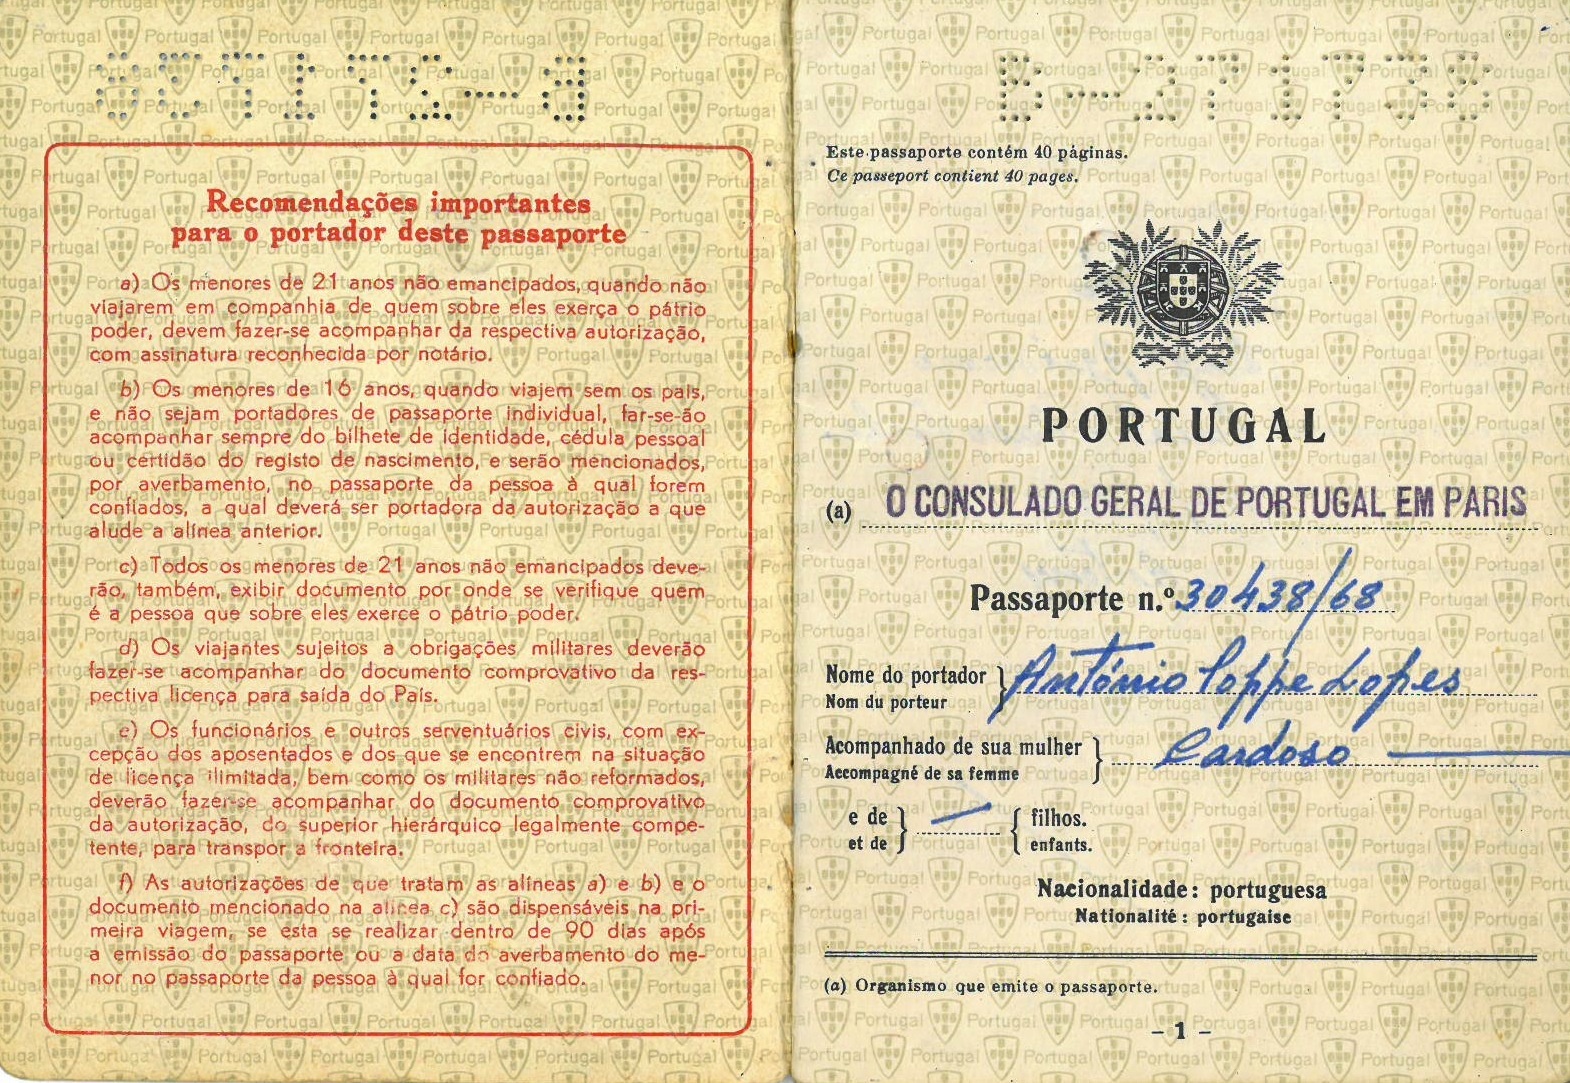 Recomendações importantes
para o portador deste passaporte
a) Os menores de 21 anos não emancipados, quando não
viajarem em companhia de quem sobre eles exerça o pátrio
poder, devem fazer-se acompanhar da respectiva autorização,
com assinatura reconhecida por notário.
b) Os menores de 16 anos, quando viajem sem os pais,
e não sejam portadores de passaporte individual, far-se-ão
acompanhar sempre do bilhete de identidade, cédula pessoal
ou certidão do registo de nascimento, e serão mencionados,
por averbamento, no passaporte da pessoa à qual forem
confiados, a qual deverá ser portadora da autorização a que
alude a alínea anterior.
c) Todos os menores de 21 anos não emancipados deve-
rão, também, exibir documento por onde se verifique quem
é a pessoa que sobre eles exerce o pátrio poder.
d) Os viajantes sujeitos a obrigações militares deverão
fazer-se acompanhar do documento comprovativo da res-
pectiva licença para saída do País.
e) Os funcionários e outros serventuários civis, com ex-
cepção dos aposentados e dos que se encontrem na situação
de licença ilimitada, bem como os militares não reformados,
deverão fazer-se acompanhar do documento comprovativo
da autorização, do superior hierárquico legalmente compe-
tente, para transpor a fronteira.
f) As autorizações de que tratam as alíneas a) e b) e o
documento mencionado na alínea c) são dispensáveis na pri-
meira viagem, se esta se realizar dentro de 90 dias após
a emissão do passaporte ou a data do averbamento do me-
nor no passaporte da pessoa à qual for confiado.
Este passaporte contém 40 páginas.
Ce passeport contient 40 pages.
PORTUGAL
(a) O CONSULADO GERAL DE PORTUGAL EM PARIS
Passaporte n.º 30438/68
Nome do portador } António Loppe Lopes
Nom du porteur
Acompanhado de sua mulher } Cardoso
Accompagné de sa femme
e de } — { filhos.
et de enfants.
Nacionalidade: portuguesa
Nationalité: portugaise
(a) Organismo que emite o passaporte.
– 1 –